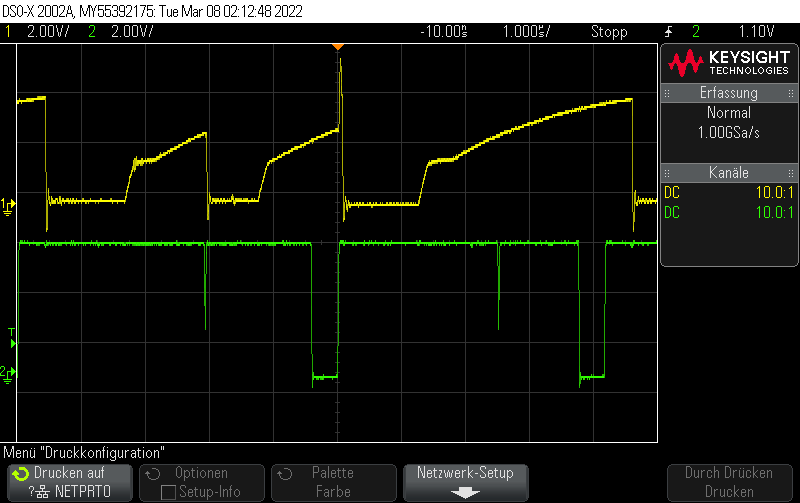 DSO-X 2002A, MY55392175: Tue Mar 08 02:12:48 2022
1 2.00V/ 2 2.00V/ -10.00s 1.000s/ Stopp 2 1.10V
KEYSIGHT
TECHNOLOGIES
Erfassung
Normal
1.00GSa/s
Kanäle
DC 10.0:1
DC 10.0:1
1
T
2
Menü "Druckkonfiguration"
Drucken auf
? NETPRT0
Optionen
Setup-Info
Palette
Farbe
Netzwerk-Setup
Durch Drücken
Drucken